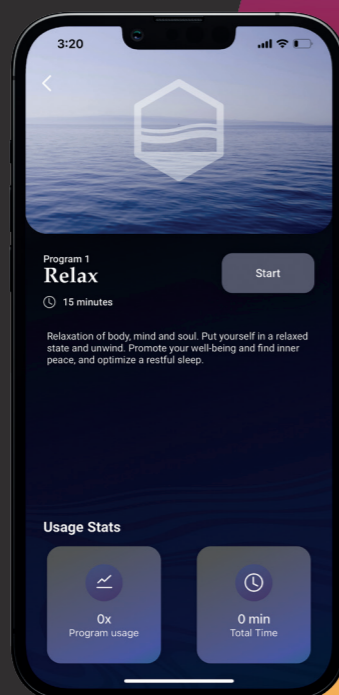 3:20
Program 1
Relax
Start
15 minutes
Relaxation of body, mind and soul. Put yourself in a relaxed
state and unwind. Promote your well-being and find inner
peace, and optimize a restful sleep.
Usage Stats
0x
Program usage
0 min
Total Time